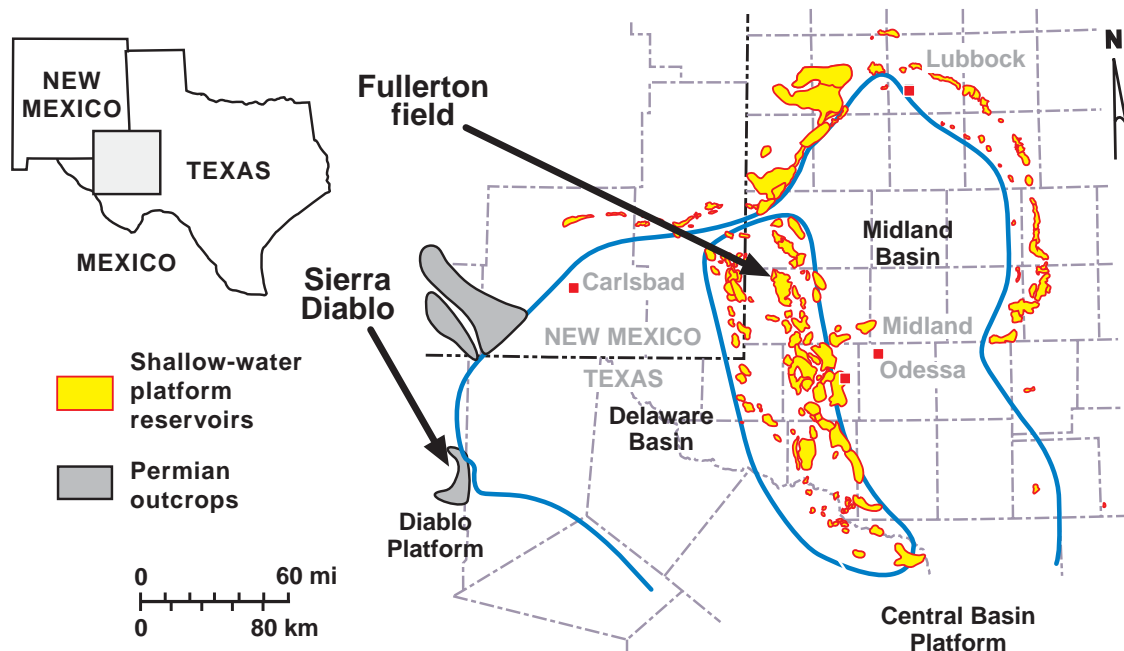 NEW
MEXICO
TEXAS
MEXICO
Fullerton
field
Lubbock
N
Midland
Basin
Sierra
Diablo
Carlsbad
NEW MEXICO
TEXAS
Midland
Odessa
Delaware
Basin
Shallow-water
platform
reservoirs
Permian
outcrops
Diablo
Platform
0 60 mi
0 80 km
Central Basin
Platform